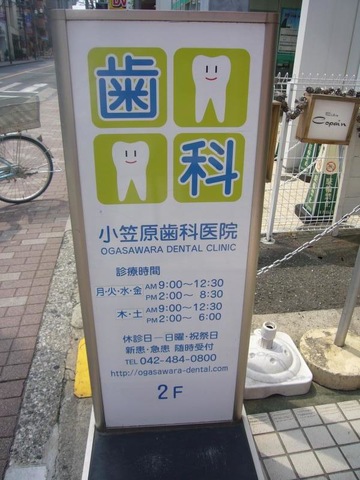 歯
科
小笠原歯科医院
OGASAWARA DENTAL CLINIC
診療時間
月・火・水・金 AM 9:00〜12:30
PM 2:00〜 8:30
木・土 AM 9:00〜12:30
PM 2:00〜 6:00
休診日―日曜・祝祭日
新患・急患 随時受付
TEL 042-484-0800
http://ogasawara-dental.com
2F
Copain